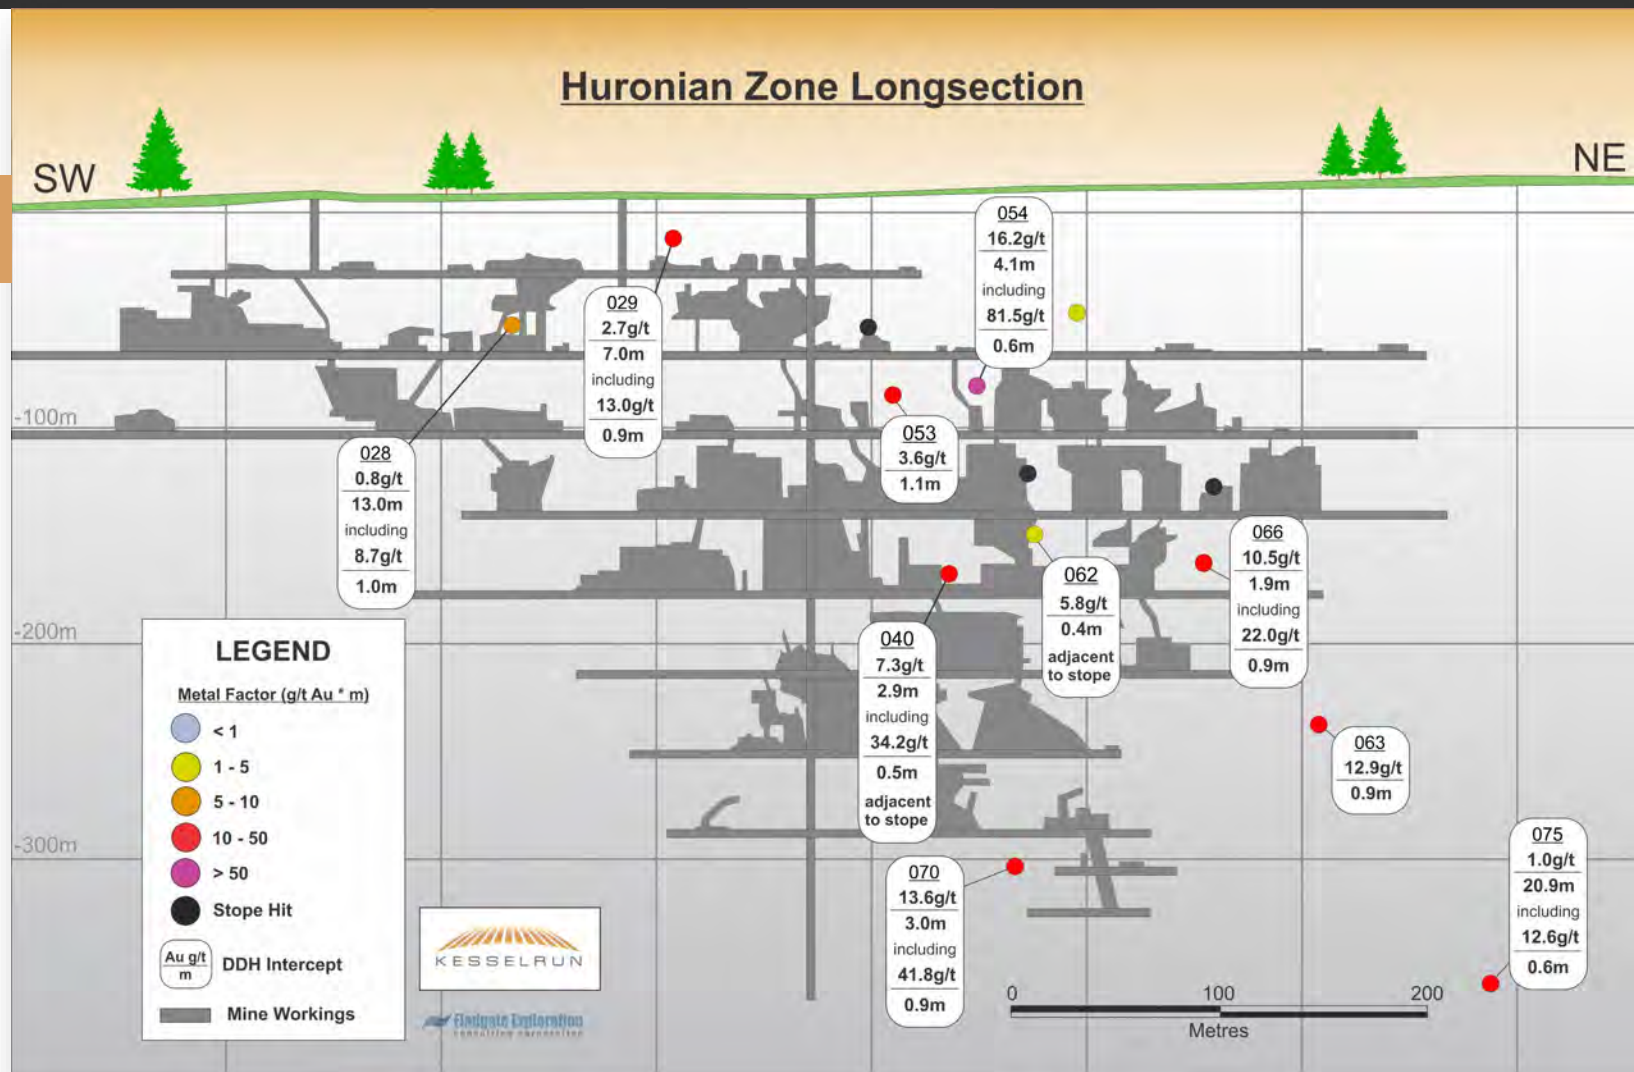 Huronian Zone Longsection
SW
NE
054
16.2g/t
4.1m
including
81.5g/t
0.6m
029
2.7g/t
7.0m
including
13.0g/t
0.9m
-100m
053
3.6g/t
1.1m
028
0.8g/t
13.0m
including
8.7g/t
1.0m
066
10.5g/t
1.9m
including
22.0g/t
0.9m
062
5.8g/t
0.4m
adjacent
to stope
-200m
040
7.3g/t
2.9m
including
34.2g/t
0.5m
adjacent
to stope
063
12.9g/t
0.9m
-300m
075
1.0g/t
20.9m
including
12.6g/t
0.6m
070
13.6g/t
3.0m
including
41.8g/t
0.9m
LEGEND
Metal Factor (g/t Au * m)
< 1
1 - 5
5 - 10
10 - 50
> 50
Stope Hit
Au g/t
m
DDH Intercept
Mine Workings
KESSELRUN
Fladgate Exploration
0 100 200
Metres